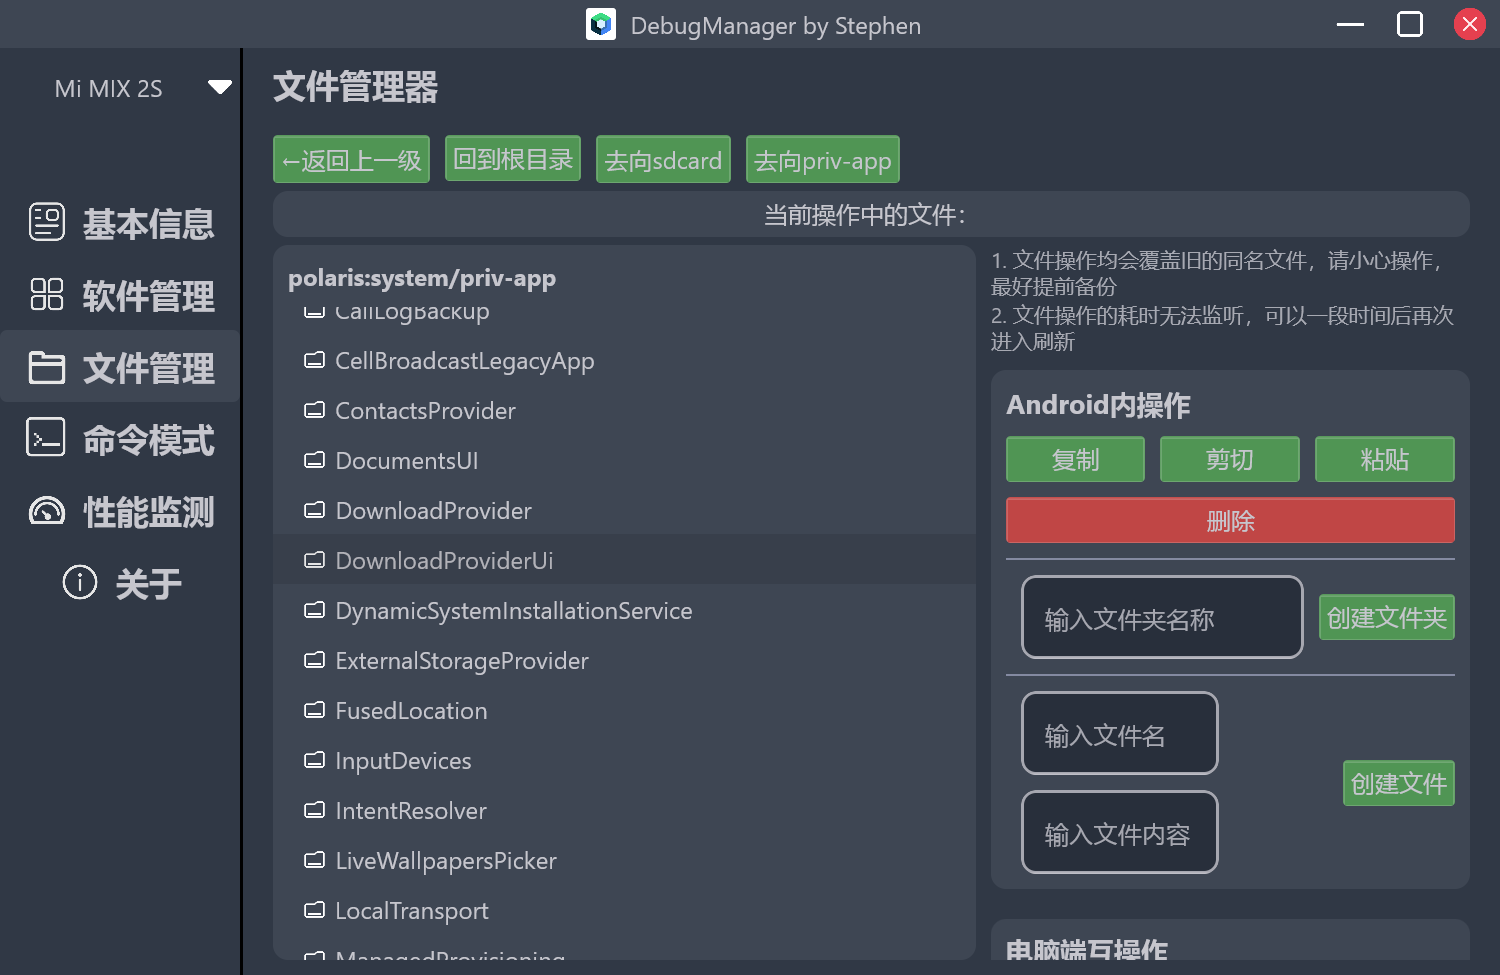 DebugManager by Stephen
Mi MIX 2S
基本信息
软件管理
文件管理
命令模式
性能监测
关于
文件管理器
←返回上一级
回到根目录
去向sdcard
去向priv-app
当前操作中的文件：
polaris:system/priv-app
CallLogBackup
CellBroadcastLegacyApp
ContactsProvider
DocumentsUI
DownloadProvider
DownloadProviderUi
DynamicSystemInstallationService
ExternalStorageProvider
FusedLocation
InputDevices
IntentResolver
LiveWallpapersPicker
LocalTransport
ManagedProvisioning
1. 文件操作均会覆盖旧的同名文件，请小心操作，
最好提前备份
2. 文件操作的耗时无法监听，可以一段时间后再次
进入刷新
Android内操作
复制
剪切
粘贴
删除
输入文件夹名称
创建文件夹
输入文件名
创建文件
输入文件内容
电脑端互操作